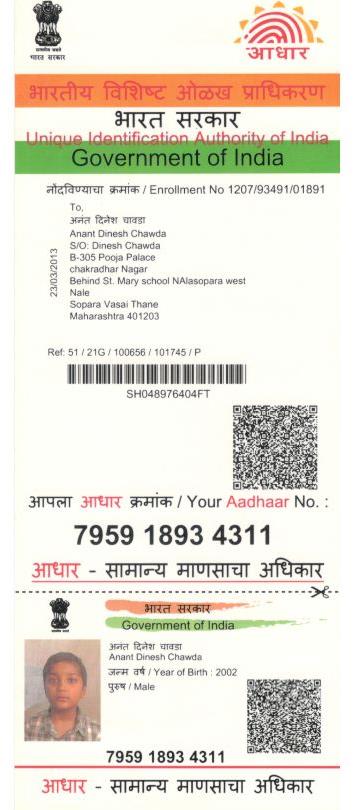 भारत सरकार
आधार
भारतीय विशिष्ट ओळख प्राधिकरण
भारत सरकार
Unique Identification Authority of India
Government of India
नोंदविण्याचा क्रमांक / Enrollment No 1207/93491/01891
To,
अनंत दिनेश चावडा
Anant Dinesh Chawda
S/O: Dinesh Chawda
B-305 Pooja Palace
chakradhar Nagar
Behind St. Mary school NAlasopara west
Nale
Sopara Vasai Thane
Maharashtra 401203
23/03/2013
Ref: 51 / 21G / 100656 / 101745 / P
SH048976404FT
आपला आधार क्रमांक / Your Aadhaar No. :
7959 1893 4311
आधार - सामान्य माणसाचा अधिकार
भारत सरकार
Government of India
अनंत दिनेश चावडा
Anant Dinesh Chawda
जन्म वर्ष / Year of Birth : 2002
पुरुष / Male
7959 1893 4311
आधार - सामान्य माणसाचा अधिकार